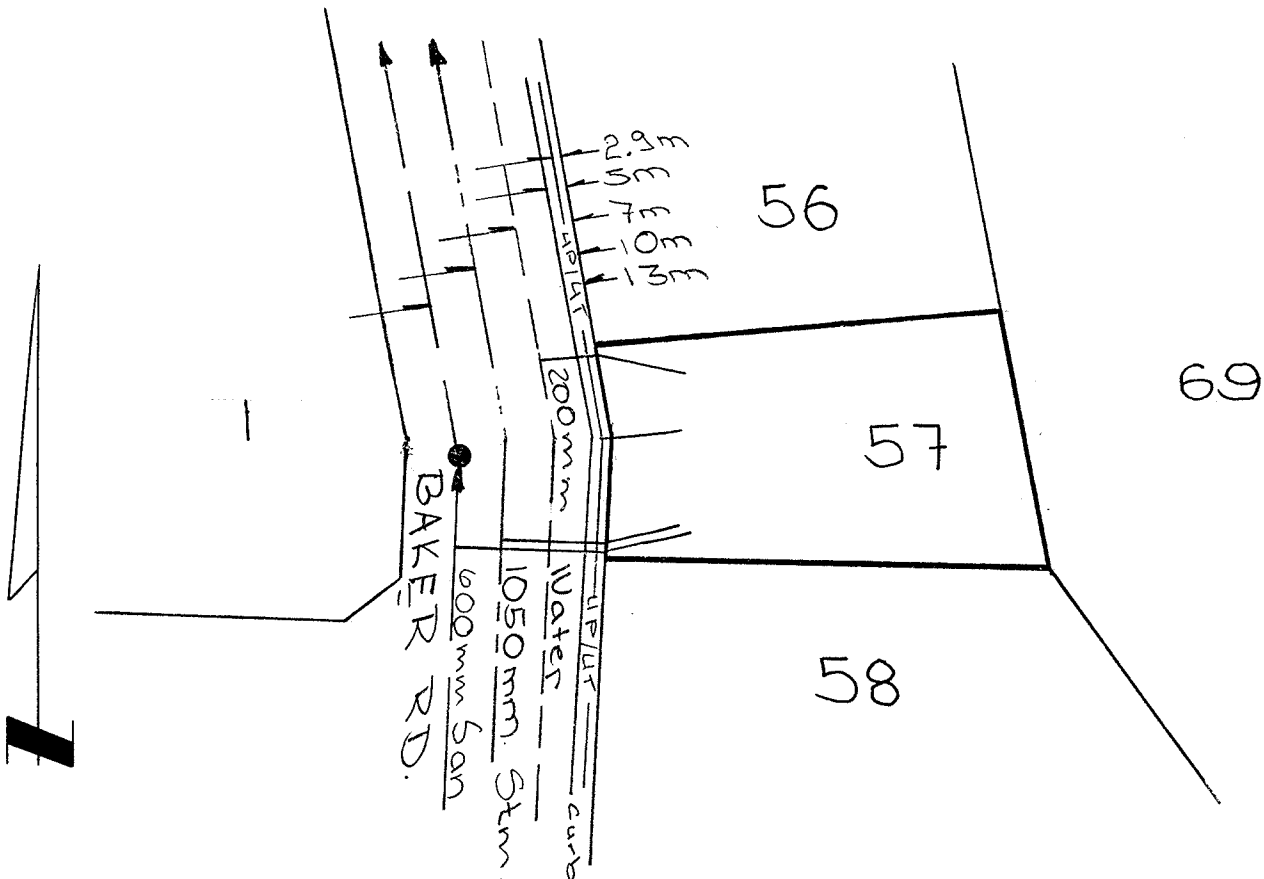 2.9m
5m
7m
10m
13m
56
69
1
57
58
UP/UT
UP/UT
200mm Water
1050mm. Stm.
600mm San
BAKER RD.
Curb
N